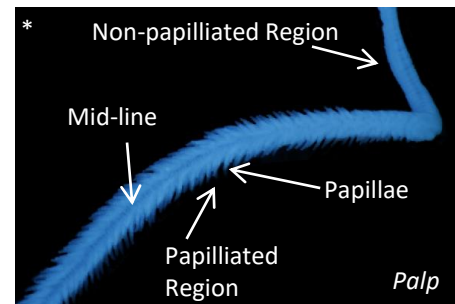 *
Non-papilliated Region
Mid-line
Papillae
Papilliated
Region
Palp